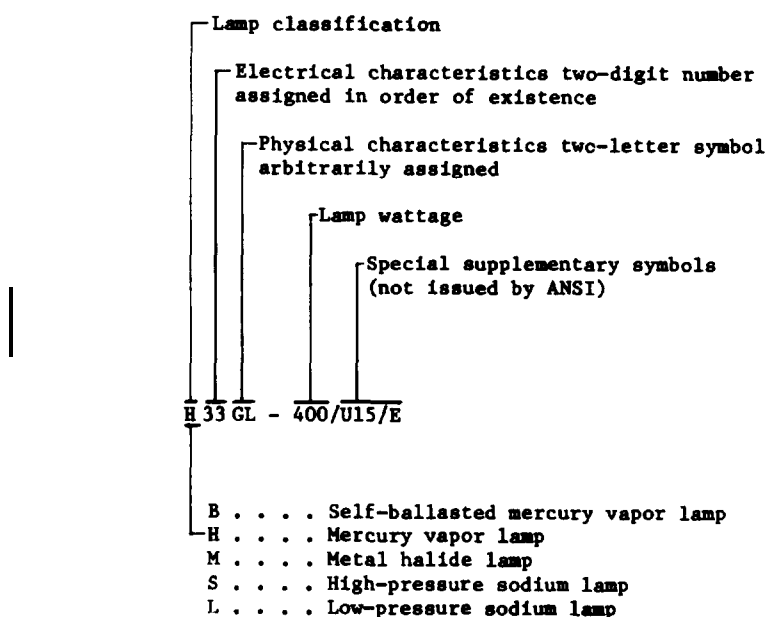 Lamp classification
Electrical characteristics two-digit number
assigned in order of existence
Physical characteristics two-letter symbol
arbitrarily assigned
Lamp wattage
Special supplementary symbols
(not issued by ANSI)
H 33 GL - 400/U15/E
B . . . . Self-ballasted mercury vapor lamp
H . . . . Mercury vapor lamp
M . . . . Metal halide lamp
S . . . . High-pressure sodium lamp
L . . . . Low-pressure sodium lamp